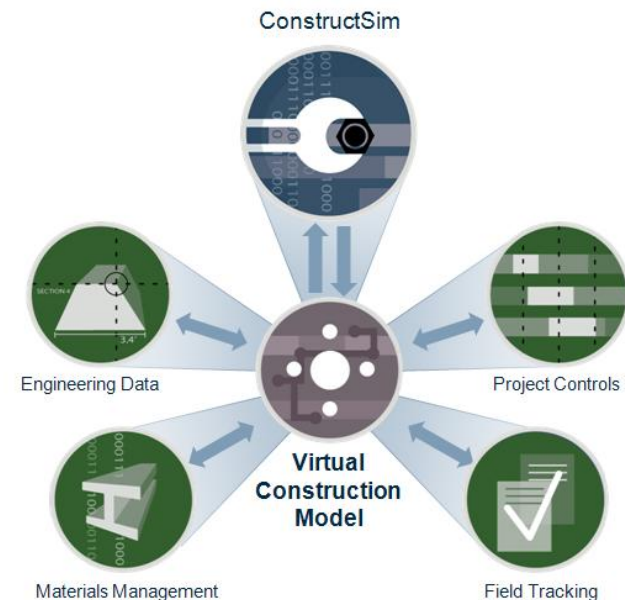 ConstructSim
SECTION 4
3,4"
Engineering Data
Project Controls
Virtual
Construction
Model
Materials Management
Field Tracking